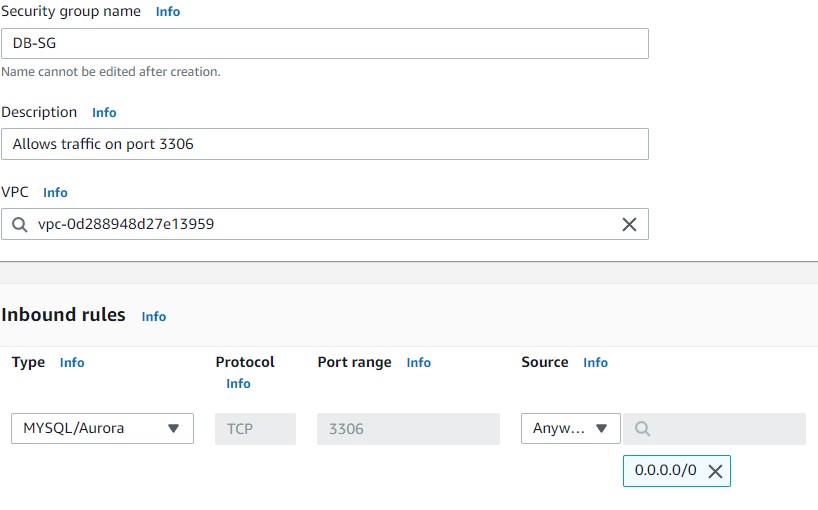 Security group name Info
DB-SG
Name cannot be edited after creation.
Description Info
Allows traffic on port 3306
VPC Info
vpc-0d288948d27e13959
Inbound rules Info
Type Info Protocol Port range Info Source Info
Info
MYSQL/Aurora TCP 3306 Anyw...
0.0.0.0/0